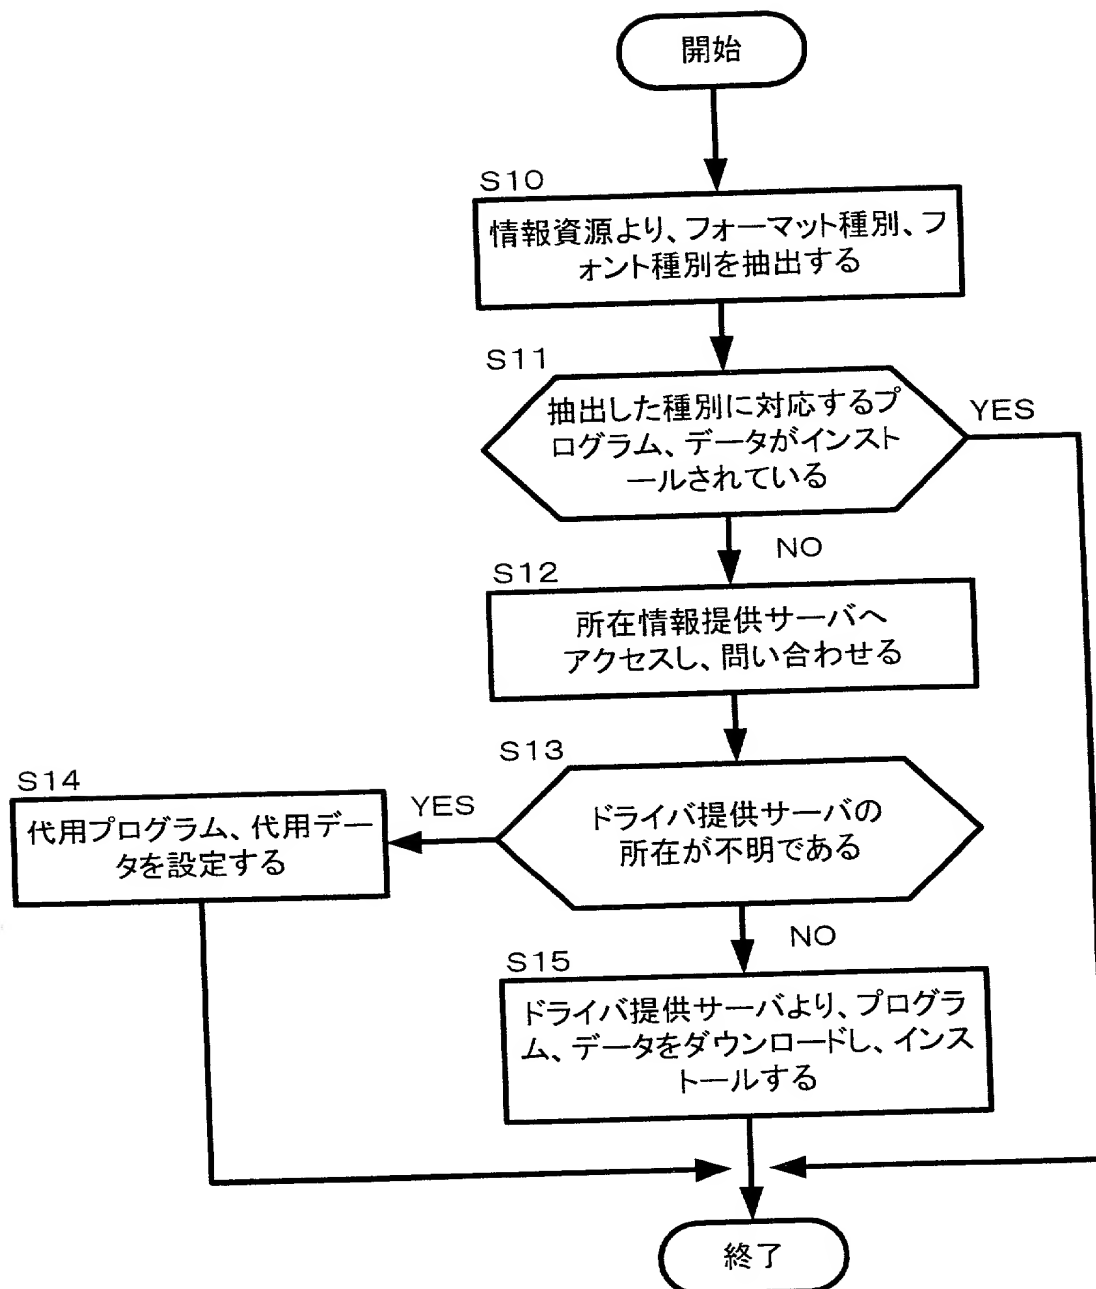 開始
S10
情報資源より、フォーマット種別、フ
ォント種別を抽出する
S11
抽出した種別に対応するプ
ログラム、データがインスト
ールされている
YES
NO
S12
所在情報提供サーバへ
アクセスし、問い合わせる
S13
ドライバ提供サーバの
所在が不明である
YES
S14
代用プログラム、代用デー
タを設定する
NO
S15
ドライバ提供サーバより、プログラ
ム、データをダウンロードし、インス
トールする
終了